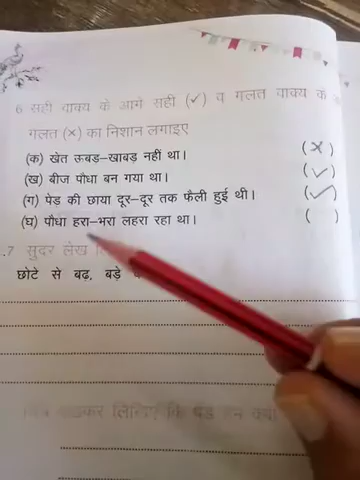 6 सही वाक्य के आगे सही (✓) व गलत वाक्य के
गलत (×) का निशान लगाइए
(क) खेत ऊबड़-खाबड़ नहीं था। (×)
(ख) बीज पौधा बन गया था। (✓)
(ग) पेड़ की छाया दूर-दूर तक फैली हुई थी। (✓)
(घ) पौधा हरा-भरा लहरा रहा था। ( )
.7 सुंदर लेख
छोटे से बढ़, बड़े